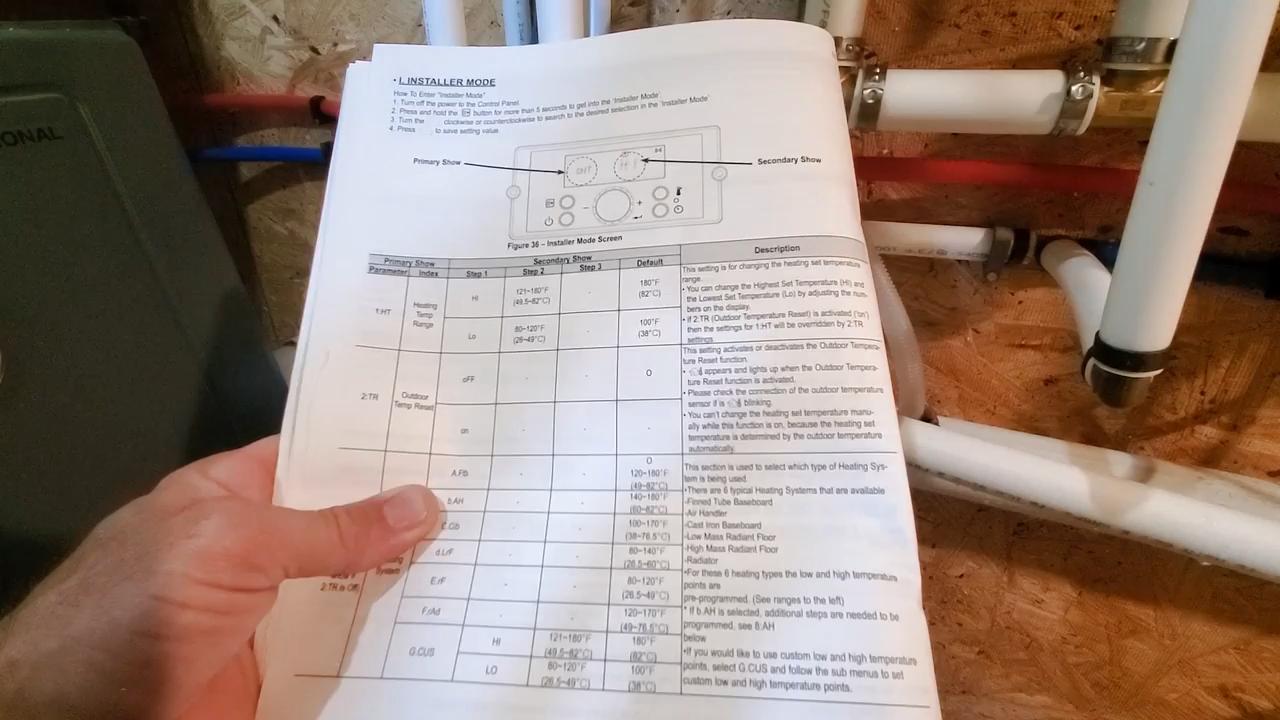 ONAL
• I. INSTALLER MODE
How To Enter "Installer Mode"
1. Turn off the power to the Control Panel.
2. Press and hold the button for more than 5 seconds to get into the 'Installer Mode'.
3. Turn the clockwise or counterclockwise to search to the desired selection in the 'Installer Mode'
4. Press to save setting value.
Primary Show
Secondary Show
Figure 36 – Installer Mode Screen
Primary Show Secondary Show Default Description
Parameter Index Step 1 Step 2 Step 3
1:HT Heating Temp Range HI 121~180°F (49.5~82°C) - 180°F (82°C)
Lo 80~120°F (26~49°C) - 100°F (38°C)
This setting is for changing the heating set temperature
range.
• You can change the Highest Set Temperature (HI) and
the Lowest Set Temperature (Lo) by adjusting the num-
bers on the display.
• If 2:TR (Outdoor Temperature Reset) is activated ('on')
then the settings for 1:HT will be overridden by 2:TR
settings.
2:TR Outdoor Temp Reset oFF - - O
on - - -
This setting activates or deactivates the Outdoor Tempera-
ture Reset function.
• appears and lights up when the Outdoor Tempera-
ture Reset function is activated.
• Please check the connection of the outdoor temperature
sensor if is blinking.
• You can't change the heating set temperature manu-
ally while this function is on, because the heating set
temperature is determined by the outdoor temperature
automatically.
2:TR is Off System
A.Ftb - - O 120~180°F (49~82°C)
b.AH - - 140~180°F (60~82°C)
- - 100~170°F (38~76.5°C)
d.LrF - - 80~140°F (26.5~60°C)
E.rF - - 80~120°F (26.5~49°C)
F.rAd - - 120~170°F (49~76.5°C)
G.CUS HI 121~180°F (49.5~82°C) 180°F (82°C)
LO 80~120°F (26.5~49°C) 100°F (38°C)
This section is used to select which type of Heating Sys-
tem is being used.
•There are 6 typical Heating Systems that are available
-Finned Tube Baseboard
-Air Handler
-Cast Iron Baseboard
-Low Mass Radiant Floor
-High Mass Radiant Floor
-Radiator
•For these 6 heating types the low and high temperature
points are
pre-programmed. (See ranges to the left)
* If b.AH is selected, additional steps are needed to be
programmed, see 8:AH
below
•If you would like to use custom low and high temperature
points, select G.CUS and follow the sub menus to set
custom low and high temperature points.